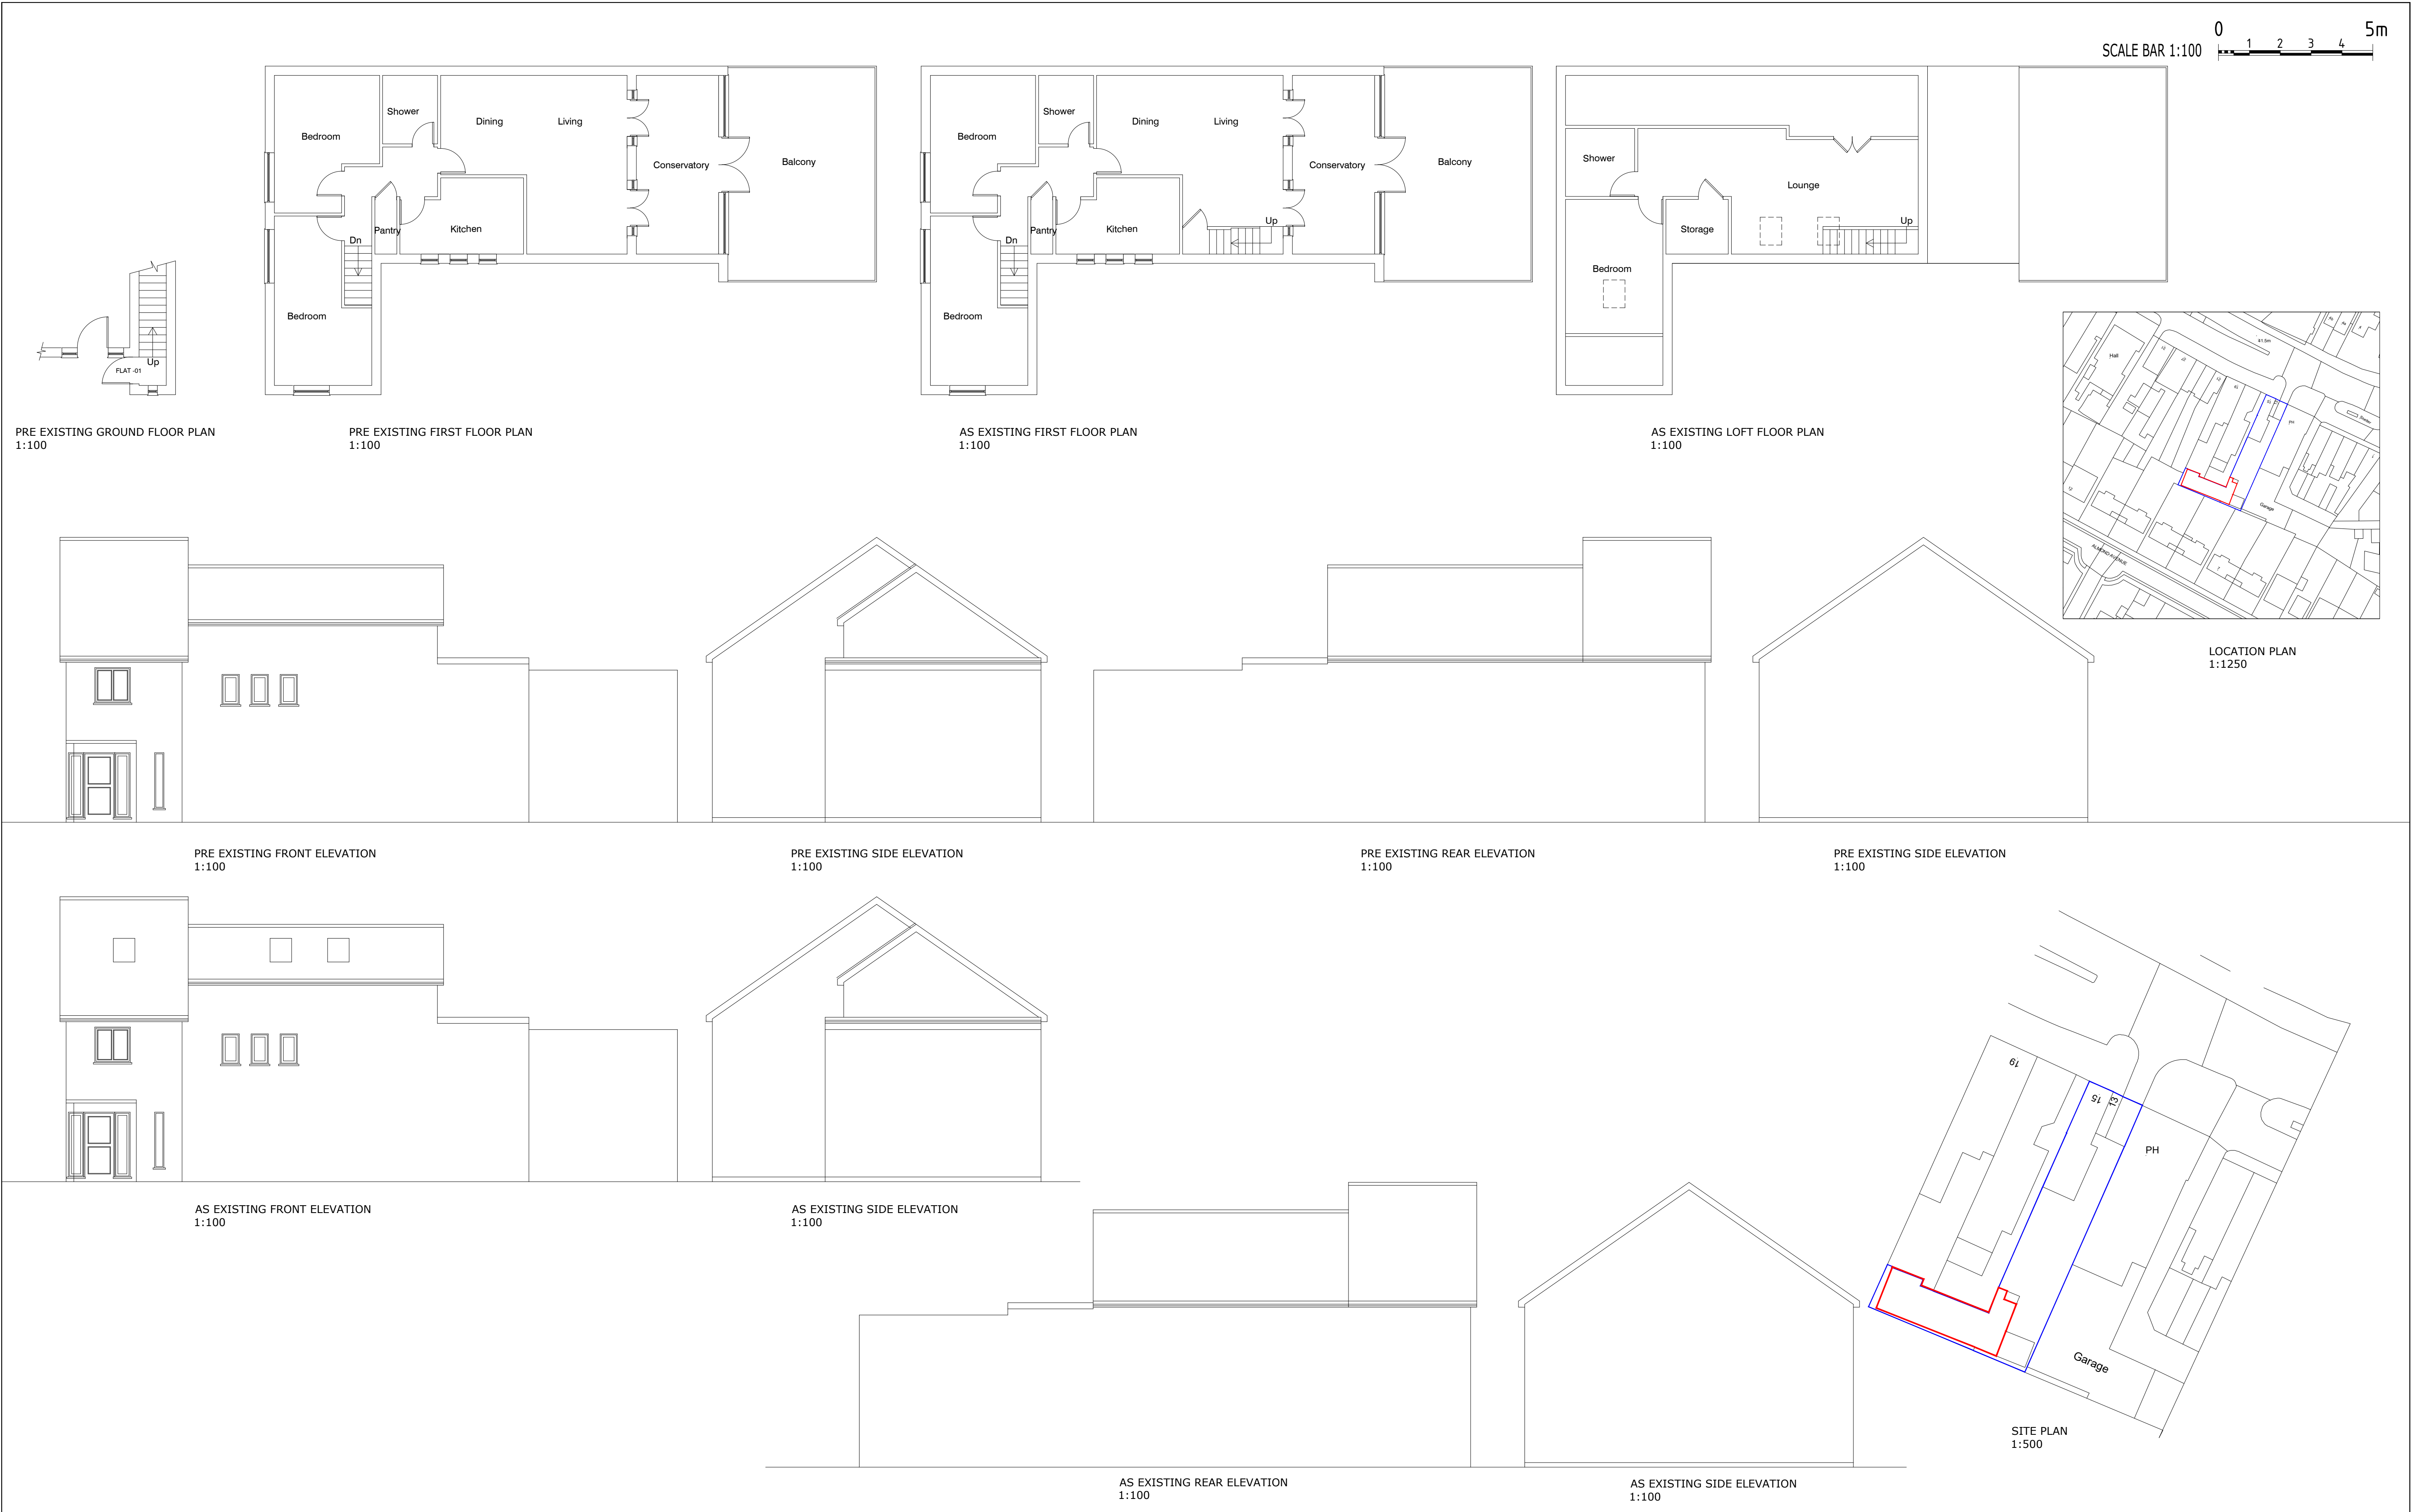 0
5m
SCALE BAR 1:100
1
2
3
4
Bedroom
Shower
Dining
Living
Conservatory
Balcony
Pantry
Kitchen
Dn
Bedroom
Up
FLAT -01
Bedroom
Shower
Dining
Living
Conservatory
Balcony
Up
Dn
Pantry
Kitchen
Bedroom
Shower
Lounge
Up
Storage
Bedroom
PRE EXISTING GROUND FLOOR PLAN
1:100
PRE EXISTING FIRST FLOOR PLAN
1:100
AS EXISTING FIRST FLOOR PLAN
1:100
AS EXISTING LOFT FLOOR PLAN
1:100
Hall
PH
Garage
ALMOND AVENUE
LOCATION PLAN
1:1250
PRE EXISTING FRONT ELEVATION
1:100
PRE EXISTING SIDE ELEVATION
1:100
PRE EXISTING REAR ELEVATION
1:100
PRE EXISTING SIDE ELEVATION
1:100
AS EXISTING FRONT ELEVATION
1:100
AS EXISTING SIDE ELEVATION
1:100
19
15
13
PH
Garage
SITE PLAN
1:500
AS EXISTING REAR ELEVATION
1:100
AS EXISTING SIDE ELEVATION
1:100